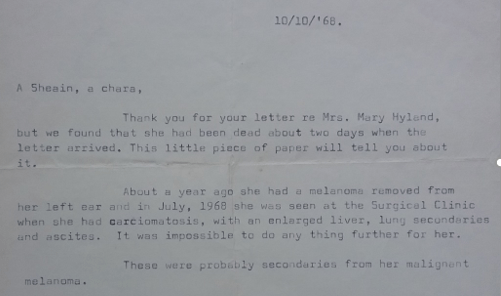 10/10/'68.
A Sheain, a chara,
Thank you for your letter re Mrs. Mary Hyland,
but we found that she had been dead about two days when the
letter arrived. This little piece of paper will tell you about
it.
About a year ago she had a melanoma removed from
her left ear and in July, 1968 she was seen at the Surgical Clinic
when she had carciomatosis, with an enlarged liver, lung secondaries
and ascites. It was impossible to do any thing further for her.
These were probably secondaries from her malignant
melanoma.